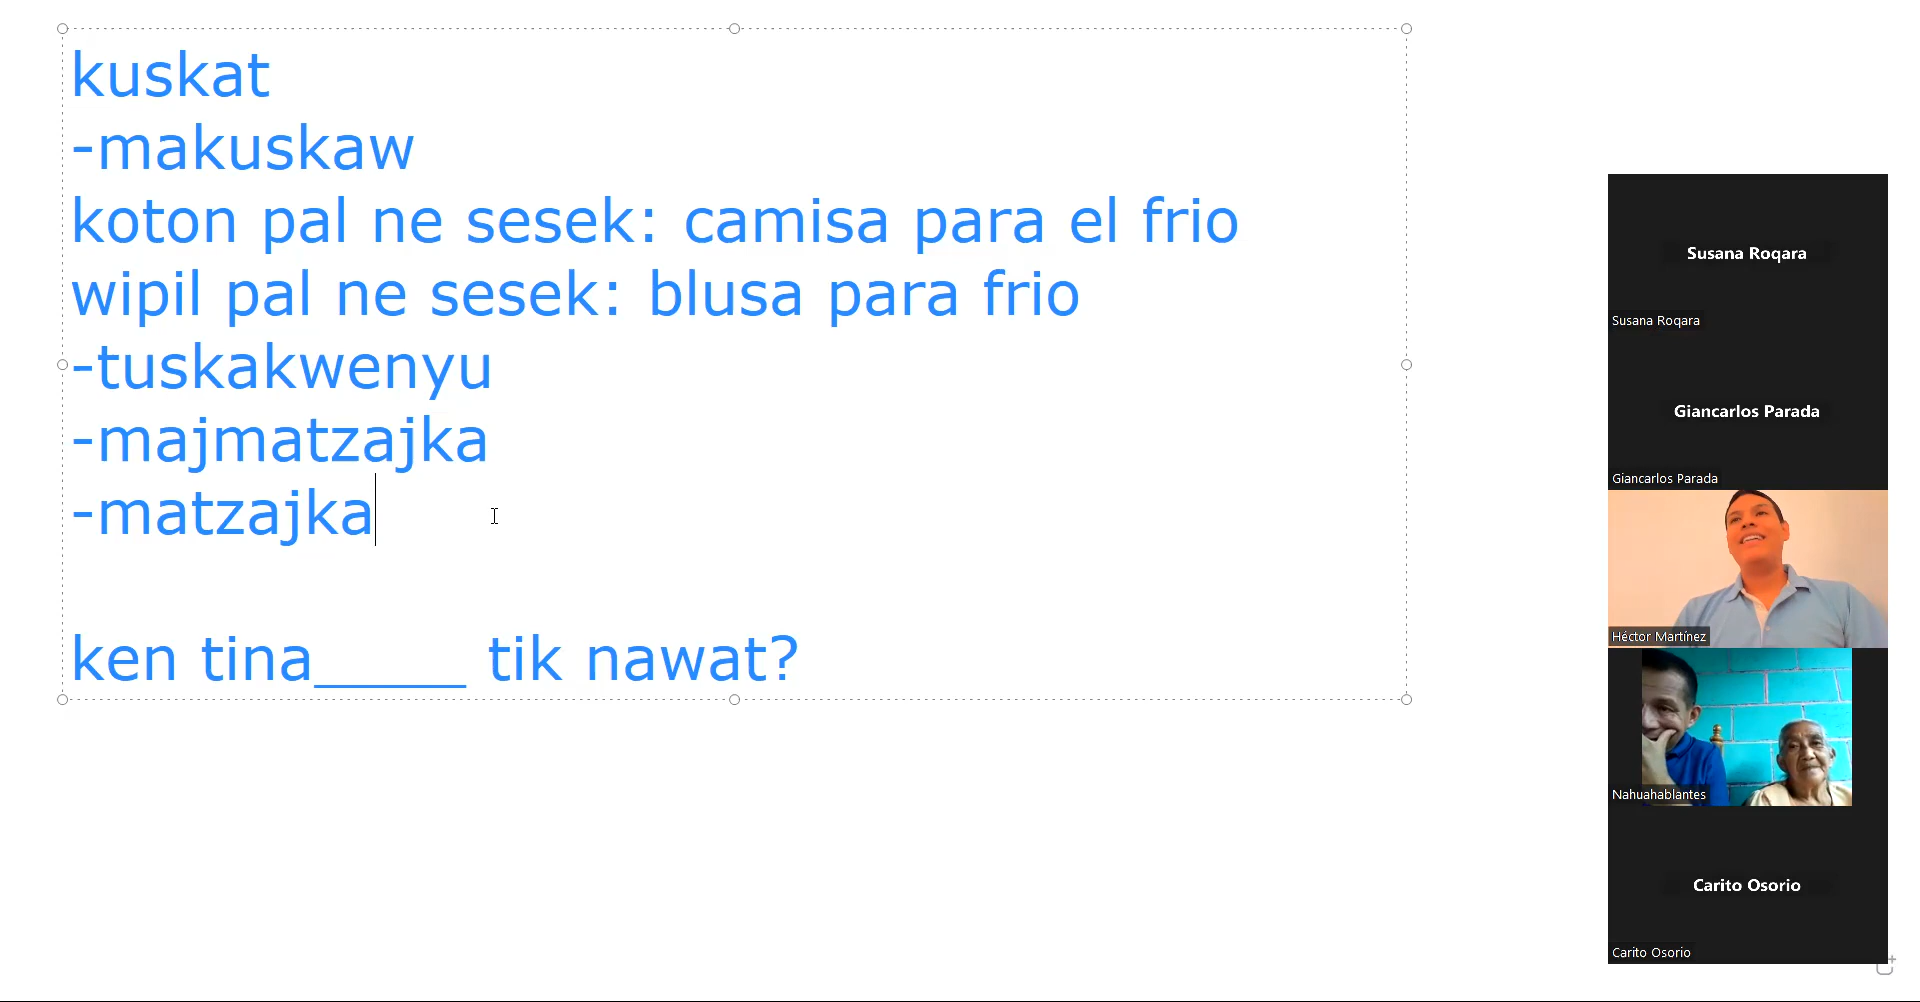 kuskat
-makuskaw
koton pal ne sesek: camisa para el frio
wipil pal ne sesek: blusa para frio
-tuskakwenyu
-majmatzajka
-matzajka
ken tina_____ tik nawat?
Susana Roqara
Susana Roqara
Giancarlos Parada
Giancarlos Parada
Héctor Martínez
Nahuahablantes
Carito Osorio
Carito Osorio